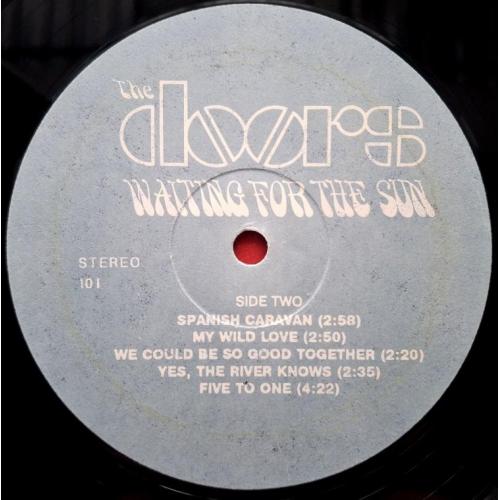 The
doors
WAITING FOR THE SUN
STEREO
101
SIDE TWO
SPANISH CARAVAN (2:58)
MY WILD LOVE (2:50)
WE COULD BE SO GOOD TOGETHER (2:20)
YES, THE RIVER KNOWS (2:35)
FIVE TO ONE (4:22)